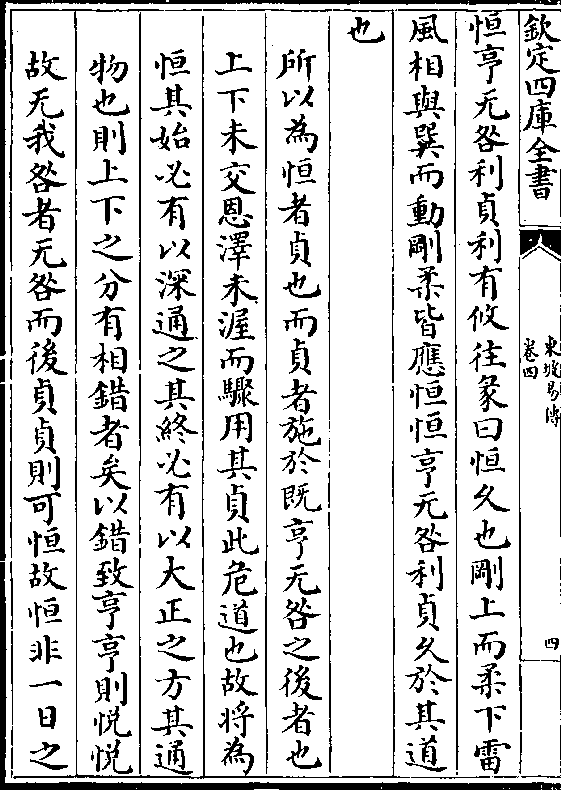 欽定四庫全書
東坡易傳
卷四
四
恒亨无咎利貞利有攸往彖曰恒久也剛上而柔下雷
風相與巽而動剛柔皆應恒恒亨无咎利貞久於其道
也
所以為恒者貞也而貞者施於既亨无咎之後者也
上下未交恩澤未渥而驟用其貞此危道也故将為
恒其始必有以深通之其終必有以大正之方其通
物也則上下之分有相錯者矣以錯致亨亨則悅悅
故无我咎者无咎而後貞貞則可恒故恒非一日之